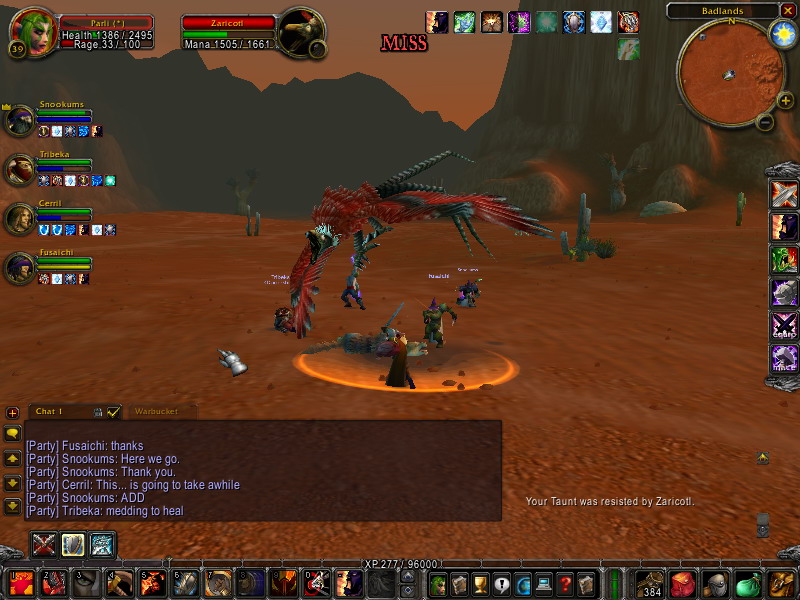 Parli (*)
Health 1386 / 2495
Rage 33 / 100
39
Zaricotl
Mana 1505 / 1661
MISS
Badlands
N
Snookums
Tribeka
Cerril
Fusaichi
Tribeka
Fusaichi
Snookums
Chat 1
Warbucket
[Party] Fusaichi: thanks
[Party] Snookums: Here we go.
[Party] Snookums: Thank you.
[Party] Cerril: This... is going to take awhile
[Party] Snookums: ADD
[Party] Tribeka: medding to heal
Your Taunt was resisted by Zaricotl.
XP 277 / 96000
384